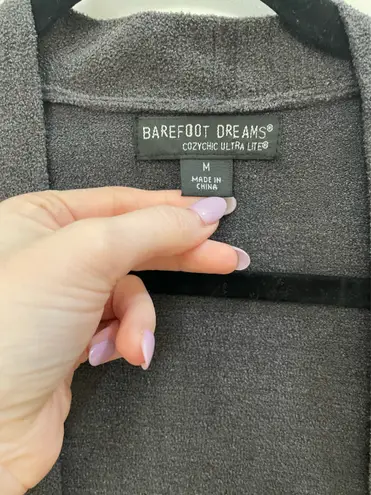 BAREFOOT DREAMS®
COZYCHIC ULTRA LITE®
M
MADE IN
CHINA